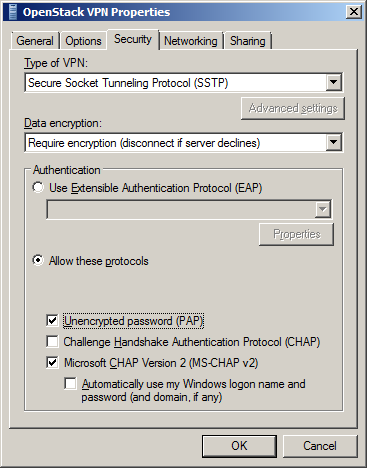 OpenStack VPN Properties
General
Options
Security
Networking
Sharing
Type of VPN:
Secure Socket Tunneling Protocol (SSTP)
Advanced settings
Data encryption:
Require encryption (disconnect if server declines)
Authentication
Use Extensible Authentication Protocol (EAP)
Properties
Allow these protocols
Unencrypted password (PAP)
Challenge Handshake Authentication Protocol (CHAP)
Microsoft CHAP Version 2 (MS-CHAP v2)
Automatically use my Windows logon name and
password (and domain, if any)
OK
Cancel